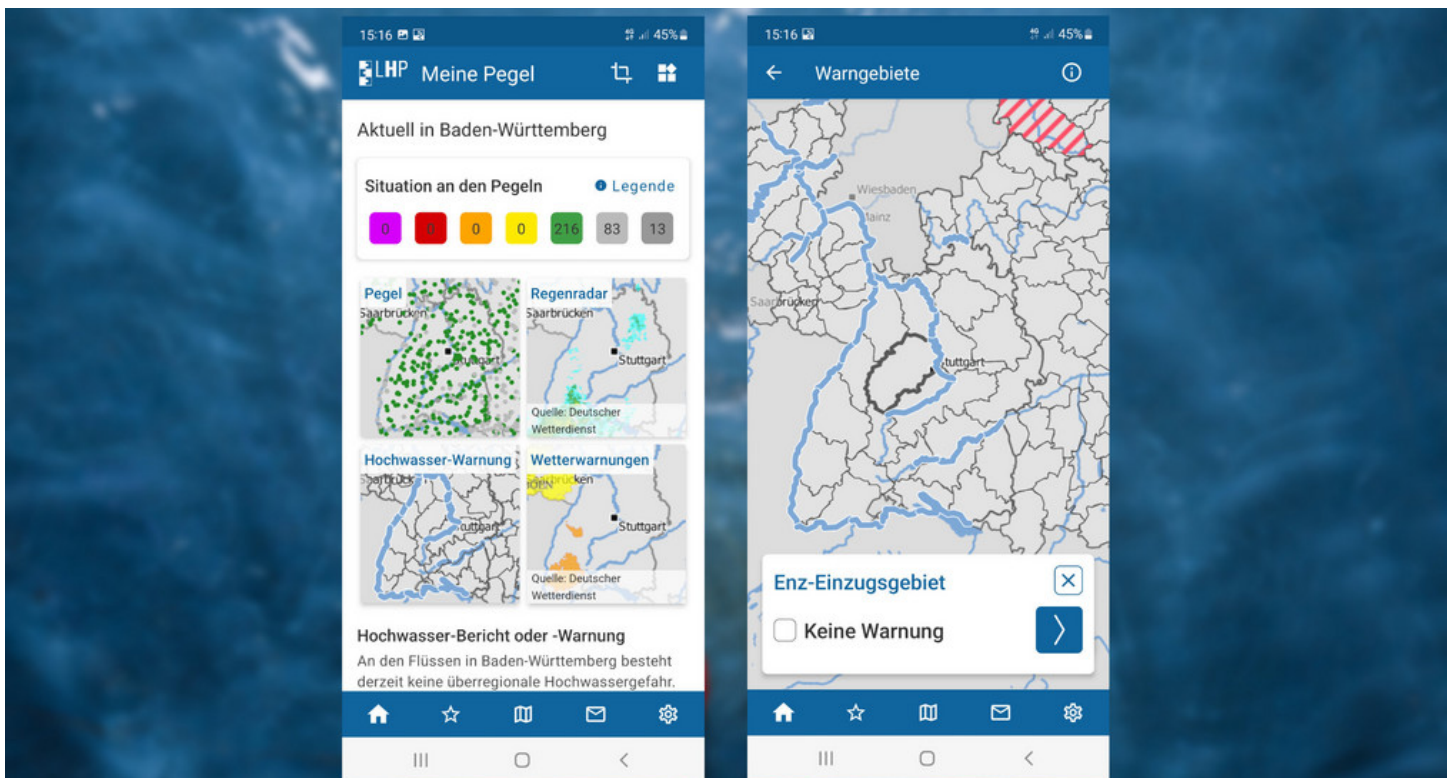 15:16
45%
LHP Meine Pegel
Aktuell in Baden-Württemberg
Situation an den Pegeln
Legende
0 0 0 0 216 83 13
Pegel
Saarbrücken
Stuttgart
Regenradar
Saarbrücken
Stuttgart
Quelle: Deutscher
Wetterdienst
Hochwasser-Warnung
Wetterwarnungen
Stuttgart
Quelle: Deutscher
Wetterdienst
Hochwasser-Bericht oder -Warnung
An den Flüssen in Baden-Württemberg besteht
derzeit keine überregionale Hochwassergefahr.
15:16
45%
Warngebiete
Wiesbaden
Mainz
Saarbrücken
tuttgart
Enz-Einzugsgebiet
Keine Warnung